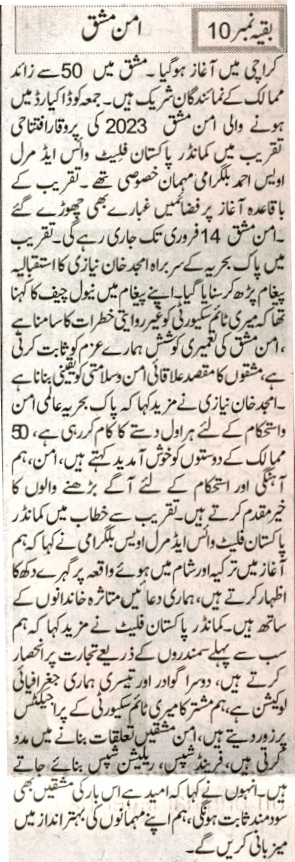 بقیہ نمبر 10
امن مشق
کراچی میں آغاز ہوگیا۔ مشق میں 50 سے زائد
ممالک کے نمائندگان شریک ہیں۔ جمعہ کو ڈاکیارڈ میں
ہونے والی امن مشق 2023 کی پروقار افتتاحی
تقریب میں کمانڈر پاکستان فلیٹ وائس ایڈمرل
اویس احمد بلگرامی مہمان خصوصی تھے۔ تقریب کے
باقاعدہ آغاز پر فضا میں غبارے بھی چھوڑے گئے
۔ امن مشق 14 فروری تک جاری رہے گی۔ تقریب
میں پاک بحریہ کے سربراہ امجد خان نیازی کا استقبالیہ
پیغام پڑھ کر سنایا گیا۔ اپنے پیغام میں نیول چیف کا کہنا
تھا کہ میری ٹائم سکیورٹی کو غیر روایتی خطرات کا سامنا ہے
، امن مشق کی تعمیری کوشش ہمارے عزم کو ثابت کرتی
ہے، مشقوں کا مقصد علاقائی امن و سلامتی کو یقینی بنانا ہے
۔ امجد خان نیازی نے مزید کہا کہ پاک بحریہ عالمی امن
و استحکام کے لئے ہراول دستے کا کام کر رہی ہے، 50
ممالک کے دوستوں کو خوش آمدید کہتے ہیں، امن، ہم
آہنگی اور استحکام کے لئے آگے بڑھنے والوں کا
خیر مقدم کرتے ہیں۔ تقریب سے خطاب میں کمانڈر
پاکستان فلیٹ وائس ایڈمرل اویس بلگرامی نے کہا کہ ہم
آغاز میں ترکیہ اور شام میں ہوئے واقعہ پر گہرے دکھ کا
اظہار کرتے ہیں، ہماری دعائیں متاثرہ خاندانوں کے
ساتھ ہیں۔ کمانڈر پاکستان فلیٹ نے مزید کہا کہ ہم
سب سے پہلے سمندروں کے ذریعے تجارت پر انحصار
کرتے ہیں، دوسرا گوادر اور تیسری ہماری جغرافیائی
لوکیشن ہے، ہم مشترکا میری ٹائم سکیورٹی کے پراجیکٹس
پر زور دیتے ہیں، امن مشقیں تعلقات بنانے میں مدد
کرتی ہیں، فرینڈشپس، ریلیشن شپس بنائے جاتے
ہیں۔ انہوں نے کہا کہ امید ہے اس بار کی مشقیں بھی
سودمند ثابت ہونگی، ہم اپنے مہمانوں کی بہتر انداز میں
میزبانی کریں گے۔